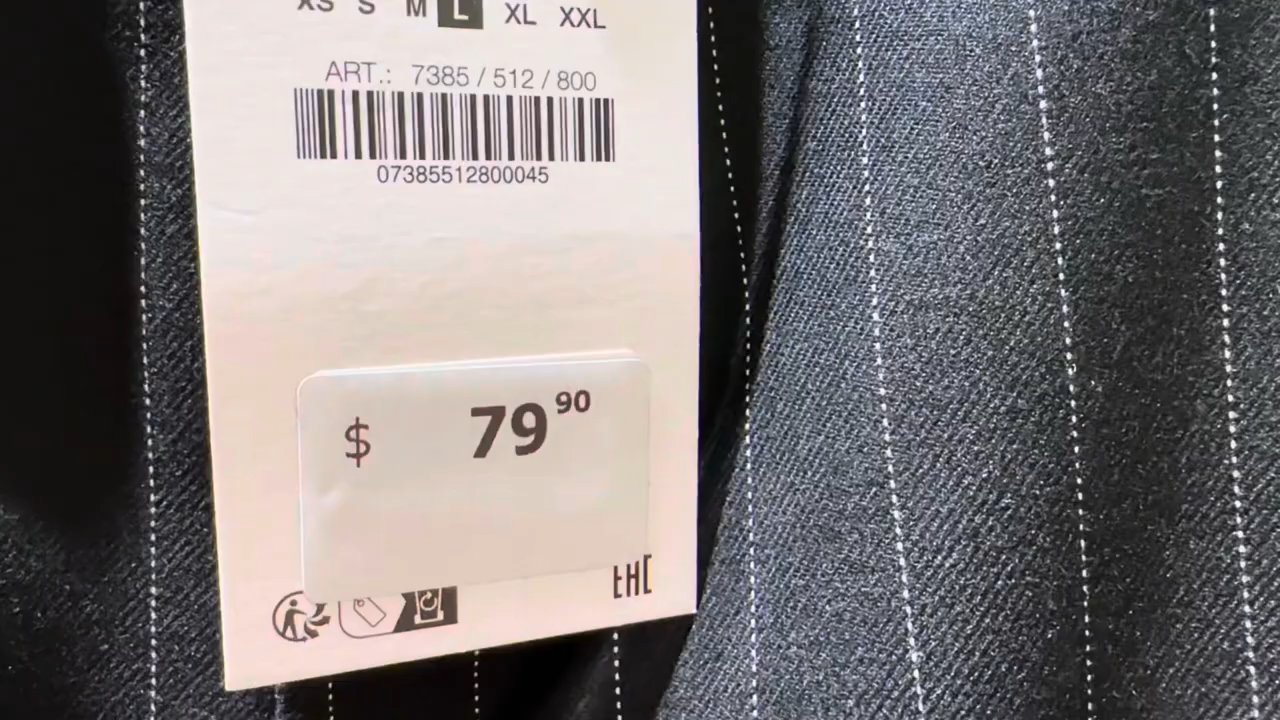 XS S M L XL XXL
ART.: 7385 / 512 / 800
07385512800045
$ 79 90
EAC